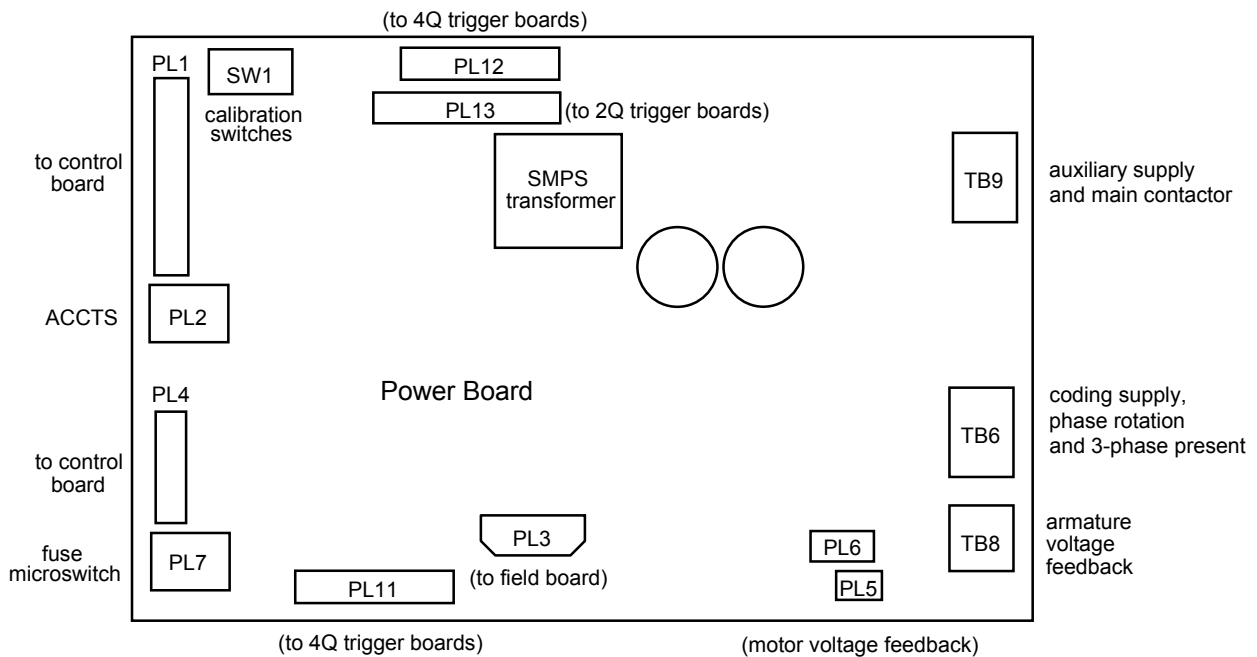 (to 4Q trigger boards)
PL1
SW1
PL12
calibration
switches
PL13
(to 2Q trigger boards)
to control
board
SMPS
transformer
TB9
auxiliary supply
and main contactor
ACCTS
PL2
PL4
Power Board
coding supply,
phase rotation
and 3-phase present
TB6
to control
board
fuse
microswitch
PL7
PL3
(to field board)
PL11
PL6
PL5
TB8
armature
voltage
feedback
(to 4Q trigger boards)
(motor voltage feedback)